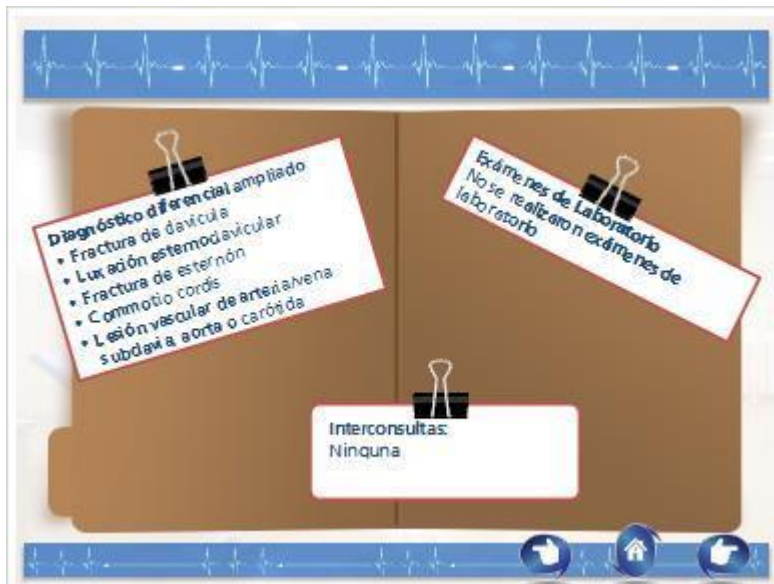 Diagnóstico diferencial ampliado
• Fractura de clavícula
• Luxación esternoclavicular
• Fractura de esternón
• Commotio cordis
• Lesión vascular de arteria/vena
subclavia, aorta o carótida
Exámenes de Laboratorio
No se realizaron exámenes de
laboratorio
Interconsultas:
Ninguna